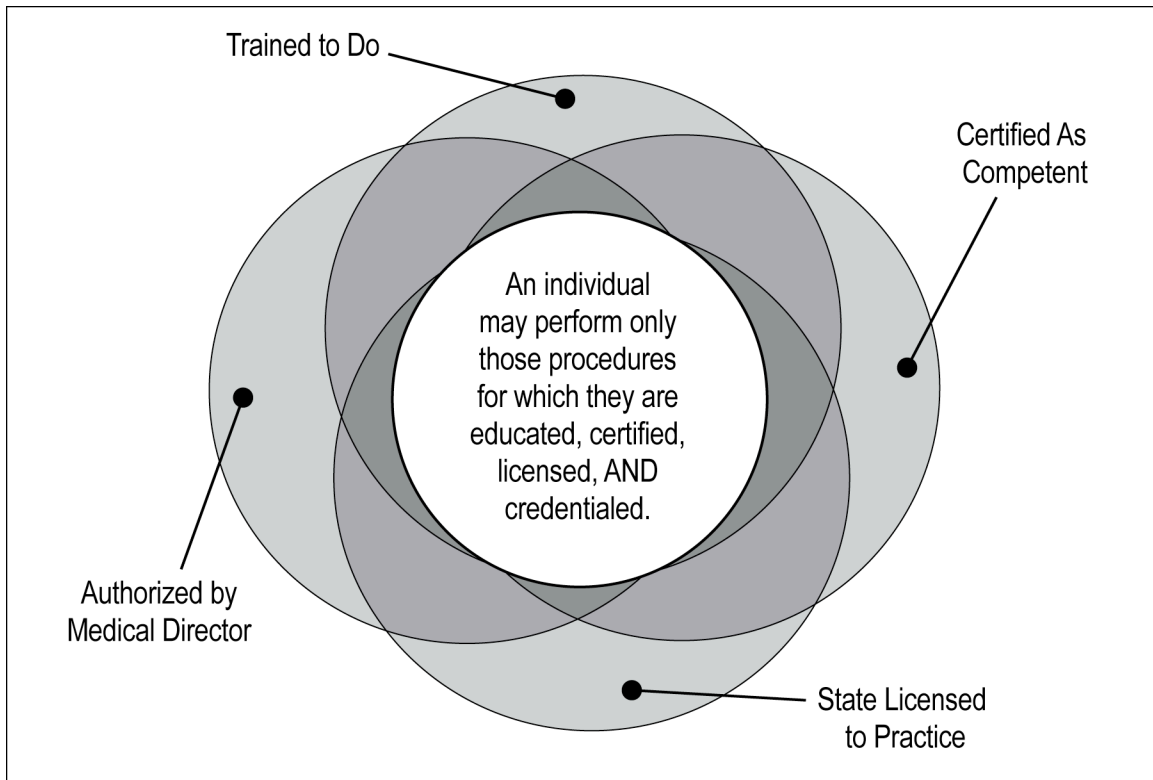 Trained to Do
Certified As
Competent
An individual
may perform only
those procedures
for which they are
educated, certified,
licensed, AND
credentialed.
Authorized by
Medical Director
State Licensed
to Practice